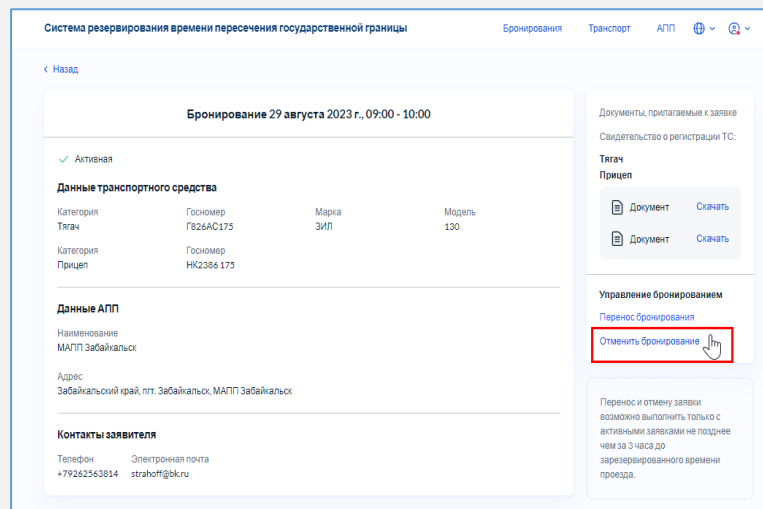 Система резервирования времени пересечения государственной границы
Бронирования Транспорт АПП
Назад
Бронирование 29 августа 2023 г., 09:00 - 10:00
Активная
Данные транспортного средства
Категория Госномер Марка Модель
Тягач Г826АС175 ЗИЛ 130
Категория Госномер
Прицеп НК2386 175
Данные АПП
Наименование
МАПП Забайкальск
Адрес
Забайкальский край, пгт. Забайкальск, МАПП Забайкальск
Контакты заявителя
Телефон Электронная почта
+79262563814 strahoff@bk.ru
Документы, прилагаемые к заявке
Свидетельство о регистрации ТС:
Тягач
Прицеп
Документ Скачать
Документ Скачать
Управление бронированием
Перенос бронирования
Отменить бронирование
Перенос и отмену заявки
возможно выполнить только с
активными заявками не позднее
чем за 3 часа до
зарезервированного времени
проезда.